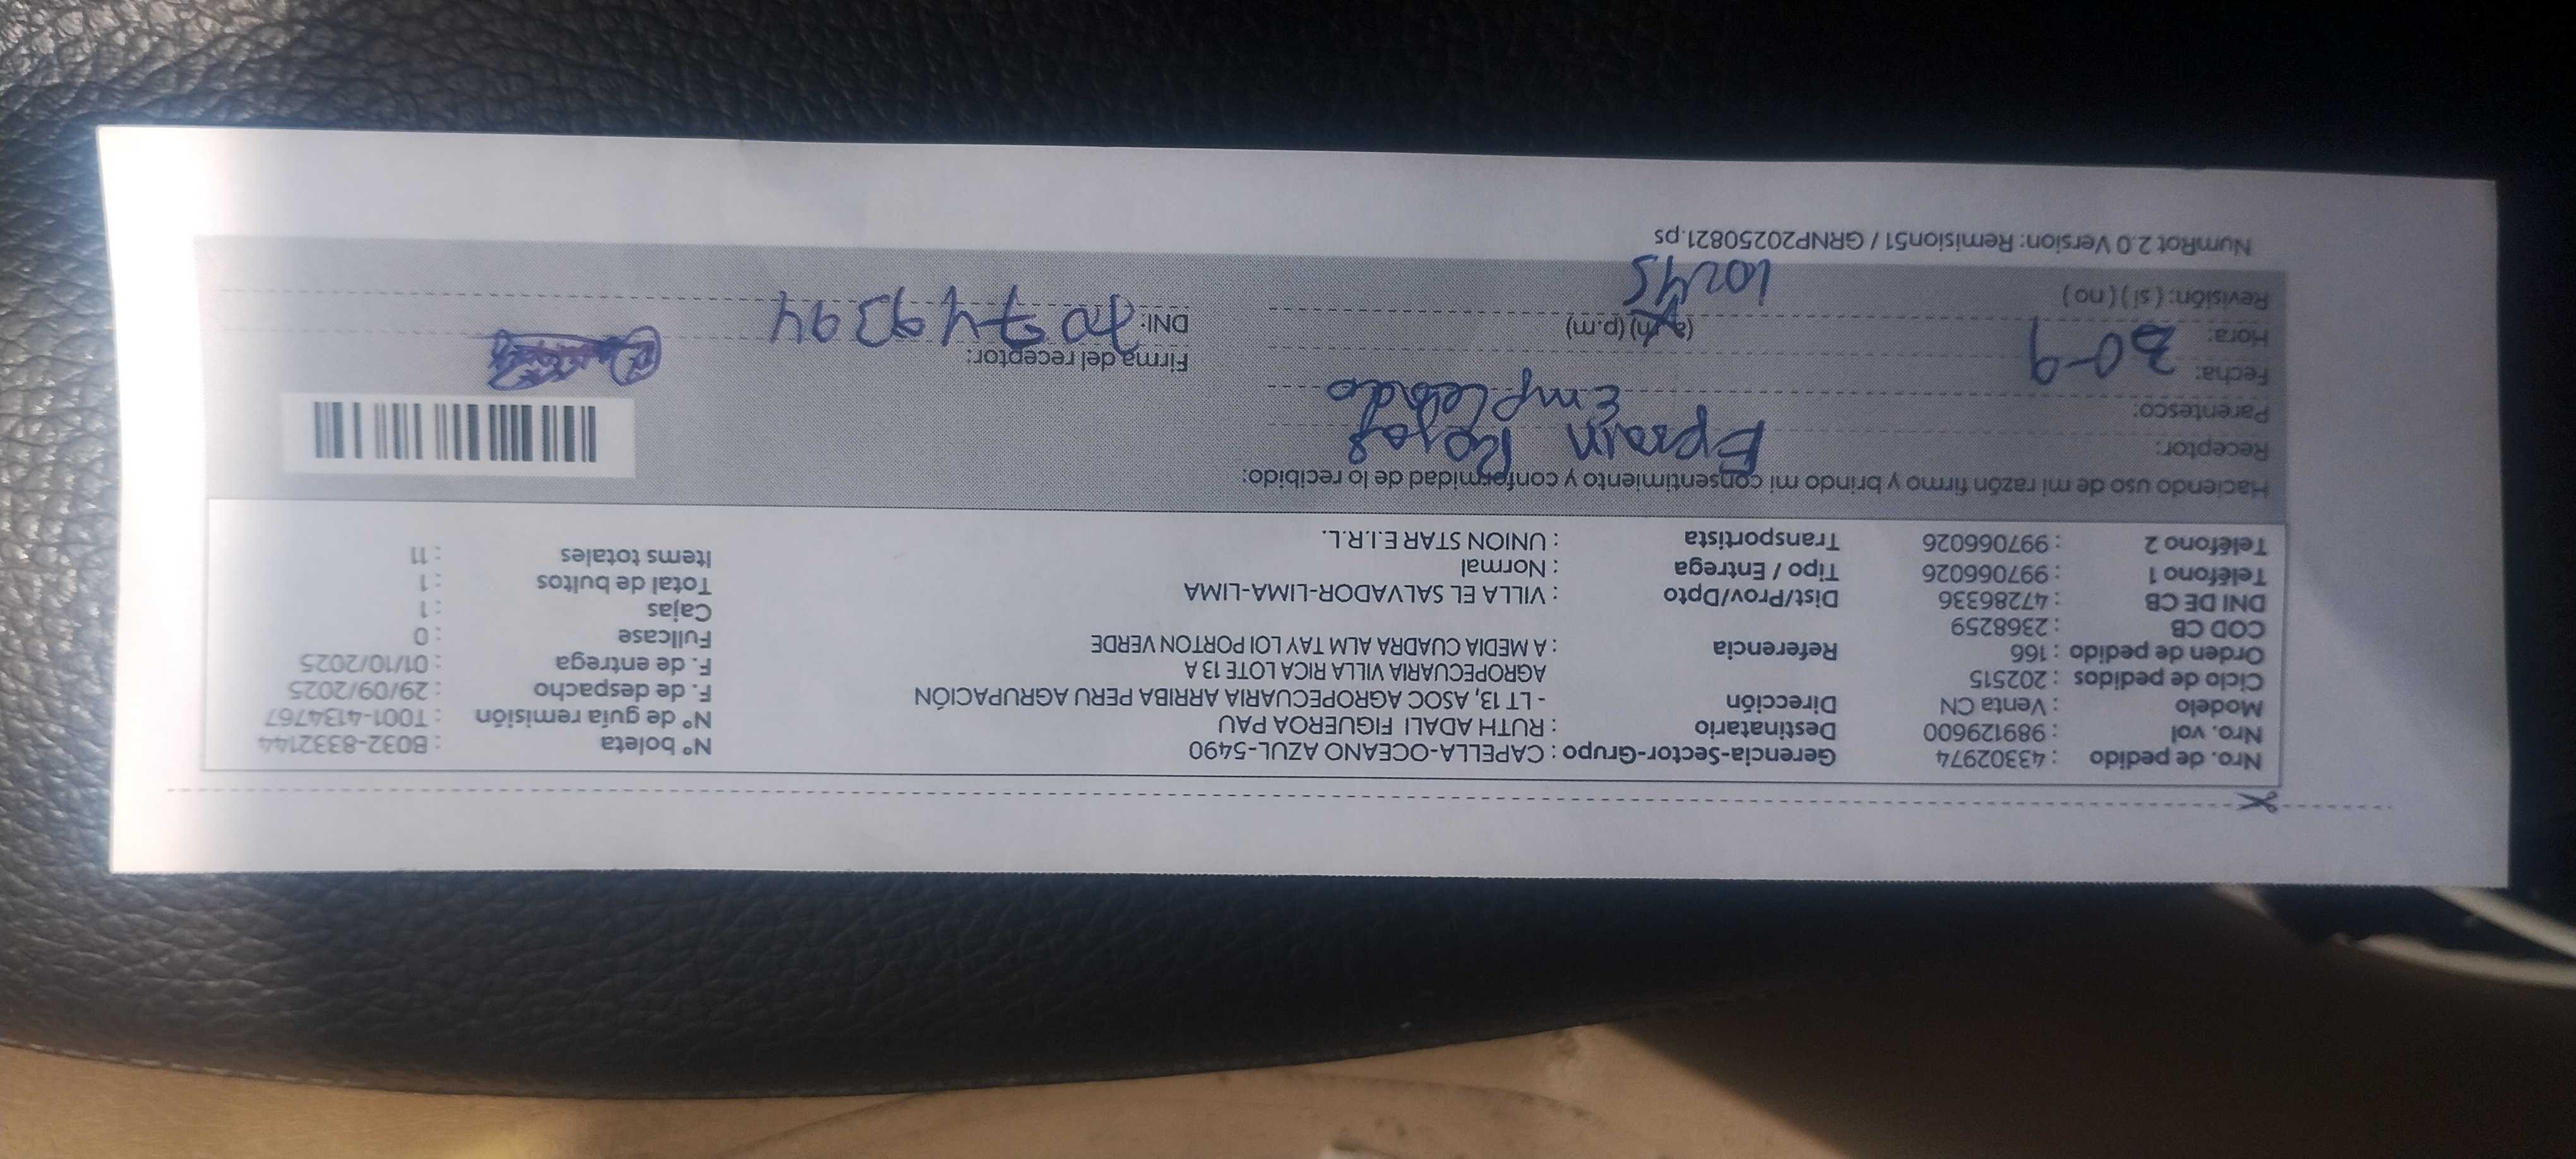 Nro. de pedido : 43302974 Gerencia-Sector-Grupo : CAPELLA-OCEANO AZUL-5490 N° boleta : B032-8332144
Nro. vol : 989129600 Destinatario : RUTH ADALI FIGUEROA PAU N° de guía remisión : T001-4134767
Modelo : Venta CN Dirección - LT 13, ASOC AGROPECUARIA ARRIBA PERU AGRUPACIÓN F. de despacho : 29/09/2025
Ciclo de pedidos : 202515 AGROPECUARIA VILLA RICA LOTE 13 A F. de entrega : 01/10/2025
Orden de pedido : 166 Referencia : A MEDIA CUADRA ALM TAY LOI PORTON VERDE Fullcase : 0
COD CB : 2368259 Cajas : 1
DNI DE CB : 47286336 Dist/Prov/Dpto : VILLA EL SALVADOR-LIMA-LIMA Total de bultos : 1
Teléfono 1 : 997066026 Tipo / Entrega : Normal Items totales : 11
Teléfono 2 : 997066026 Transportista : UNION STAR E.I.R.L.
Haciendo uso de mi razón firmo y brindo mi consentimiento y conformidad de lo recibido:
Receptor: Eprain Rojas
Parentesco: Empleado
Fecha: 30-9 Firma del receptor:
Hora: (a.m) (p.m) DNI: 70749394
Revisión: ( si ) ( no ) 10245
NumRot 2.0 Version: Remision51 / GRNP20250821.ps